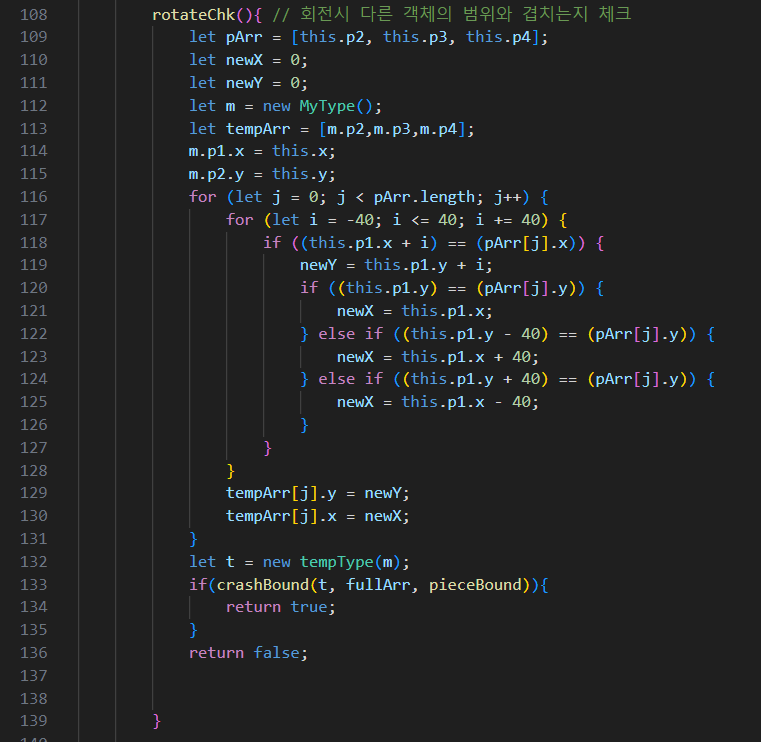 108 rotateChk(){ // 회전시 다른 객체의 범위와 겹치는지 체크
109 let pArr = [this.p2, this.p3, this.p4];
110 let newX = 0;
111 let newY = 0;
112 let m = new MyType();
113 let tempArr = [m.p2,m.p3,m.p4];
114 m.p1.x = this.x;
115 m.p2.y = this.y;
116 for (let j = 0; j < pArr.length; j++) {
117 for (let i = -40; i <= 40; i += 40) {
118 if ((this.p1.x + i) == (pArr[j].x)) {
119 newY = this.p1.y + i;
120 if ((this.p1.y) == (pArr[j].y)) {
121 newX = this.p1.x;
122 } else if ((this.p1.y - 40) == (pArr[j].y)) {
123 newX = this.p1.x + 40;
124 } else if ((this.p1.y + 40) == (pArr[j].y)) {
125 newX = this.p1.x - 40;
126 }
127 }
128 }
129 tempArr[j].y = newY;
130 tempArr[j].x = newX;
131 }
132 let t = new tempType(m);
133 if(crashBound(t, fullArr, pieceBound)){
134 return true;
135 }
136 return false;
137
138
139 }